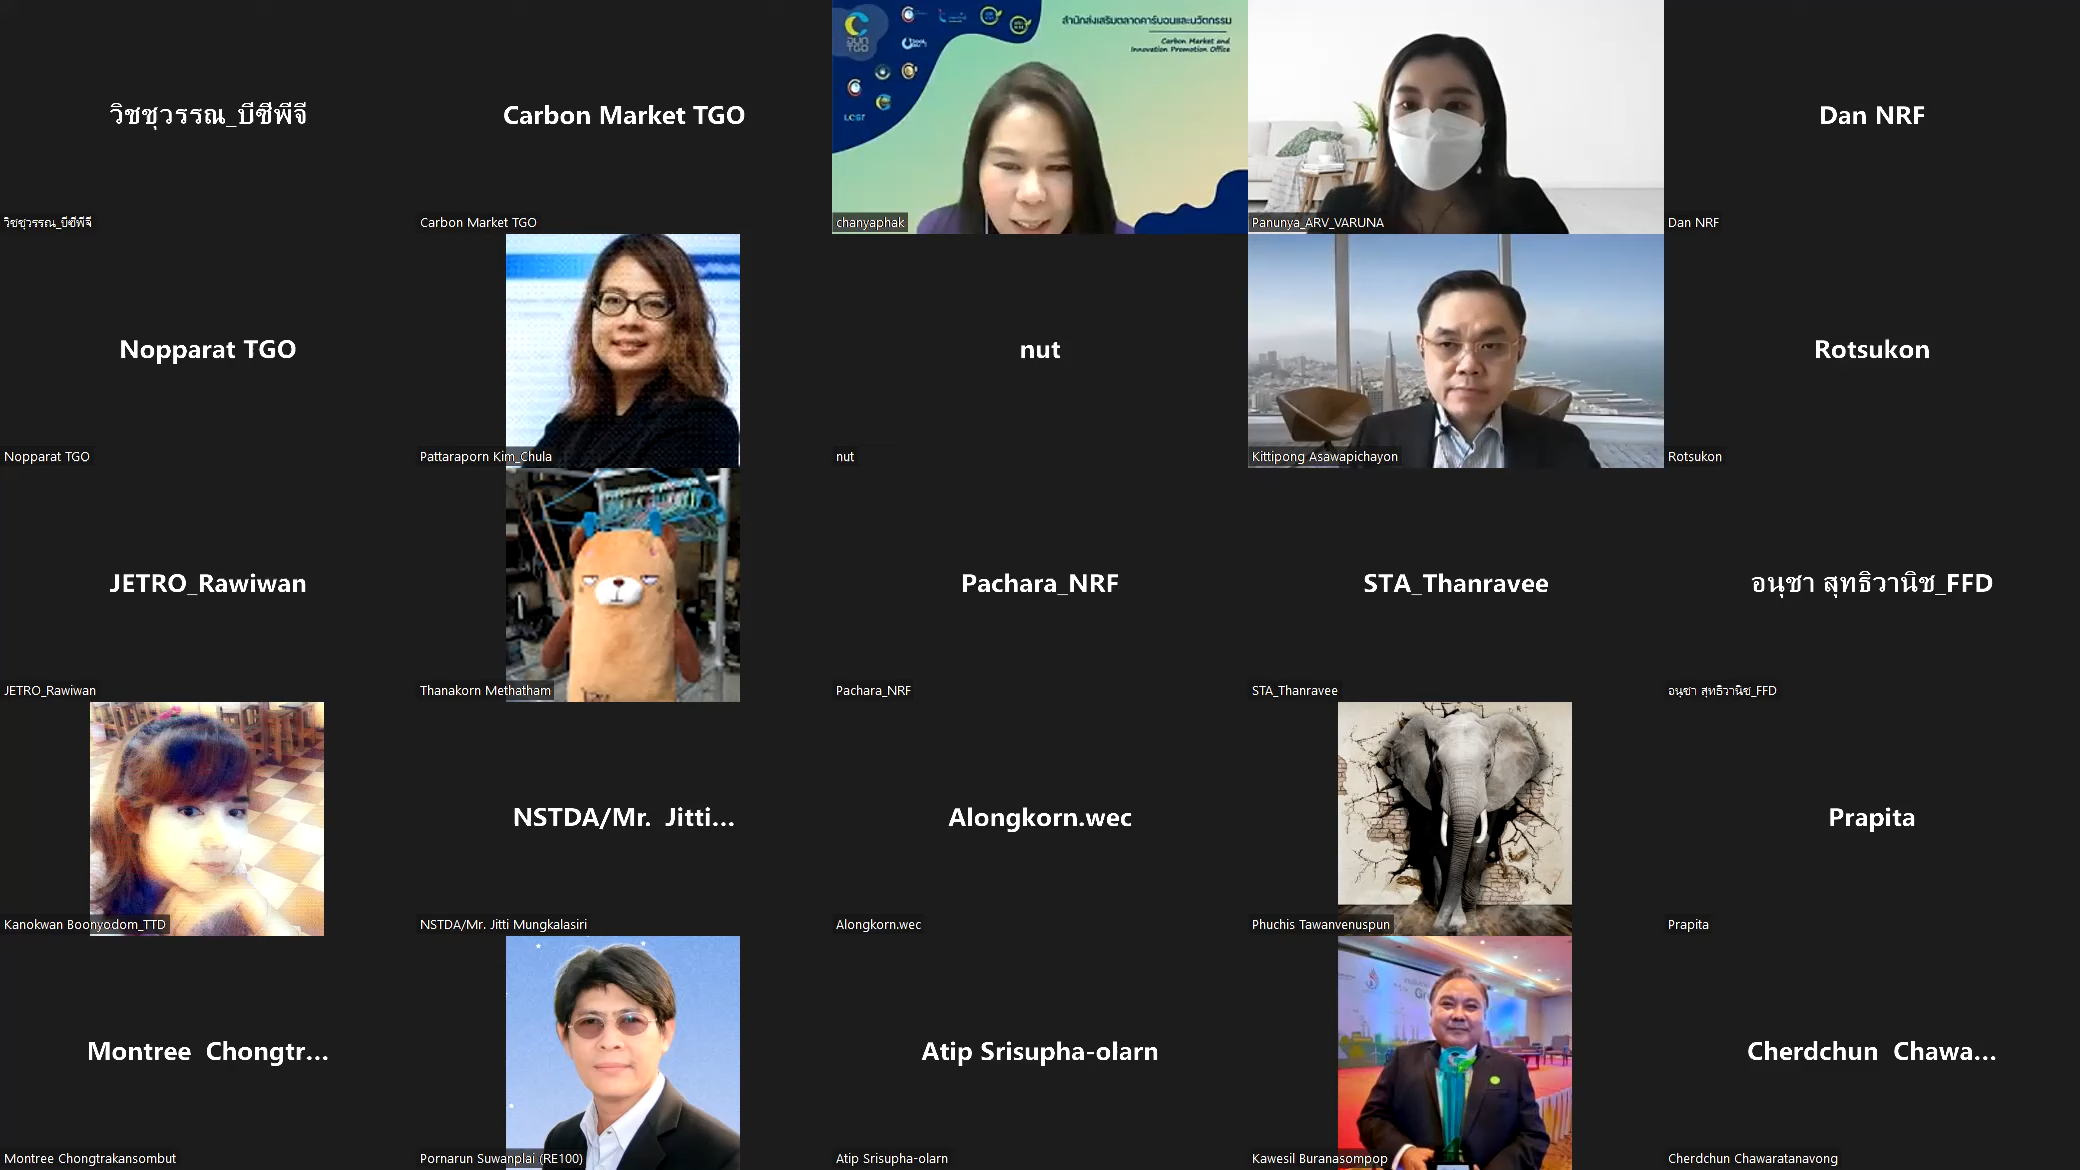 วิชชุวรรณ_บีซีพีจี
วิชชุวรรณ_บีซีพีจี
Carbon Market TGO
Carbon Market TGO
อบก
TGO
LCSF
สำนักส่งเสริมตลาดคาร์บอนและนวัตกรรม
Carbon Market and
Innovation Promotion Office
chanyaphak
Panunya_ARV_VARUNA
Dan NRF
Dan NRF
Nopparat TGO
Nopparat TGO
Pattaraporn Kim_Chula
nut
nut
Kittipong Asawapichayon
Rotsukon
Rotsukon
JETRO_Rawiwan
JETRO_Rawiwan
Thanakorn Methatham
Pachara_NRF
Pachara_NRF
STA_Thanravee
STA_Thanravee
อนุชา สุทธิวานิช_FFD
อนุชา สุทธิวานิช_FFD
Kanokwan Boonyodom_TTD
NSTDA/Mr. Jitti...
NSTDA/Mr. Jitti Mungkalasiri
Alongkorn.wec
Alongkorn.wec
Phuchis Tawanvenuspun
Prapita
Prapita
Montree Chongtr...
Montree Chongtrakansombut
Pornarun Suwanplai (RE100)
Atip Srisupha-olarn
Atip Srisupha-olarn
Kawesil Buranasompop
Cherdchun Chawa...
Cherdchun Chawaratanavong